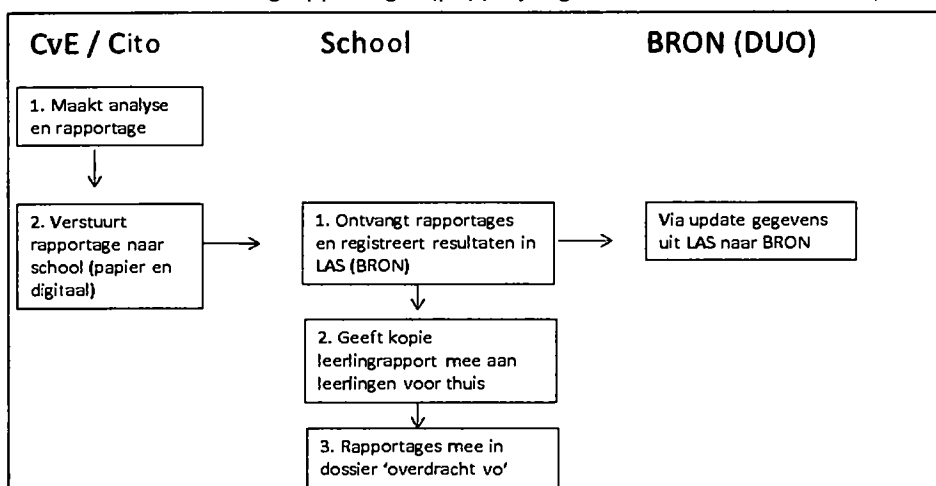 CvE / Cito
School
BRON (DUO)
1. Maakt analyse
en rapportage
2. Verstuurt
rapportage naar
school (papier en
digitaal)
1. Ontvangt rapportages
en registreert resultaten in
LAS (BRON)
Via update gegevens
uit LAS naar BRON
2. Geeft kopie
leerlingrapport mee aan
leerlingen voor thuis
3. Rapportages mee in
dossier 'overdracht vo'